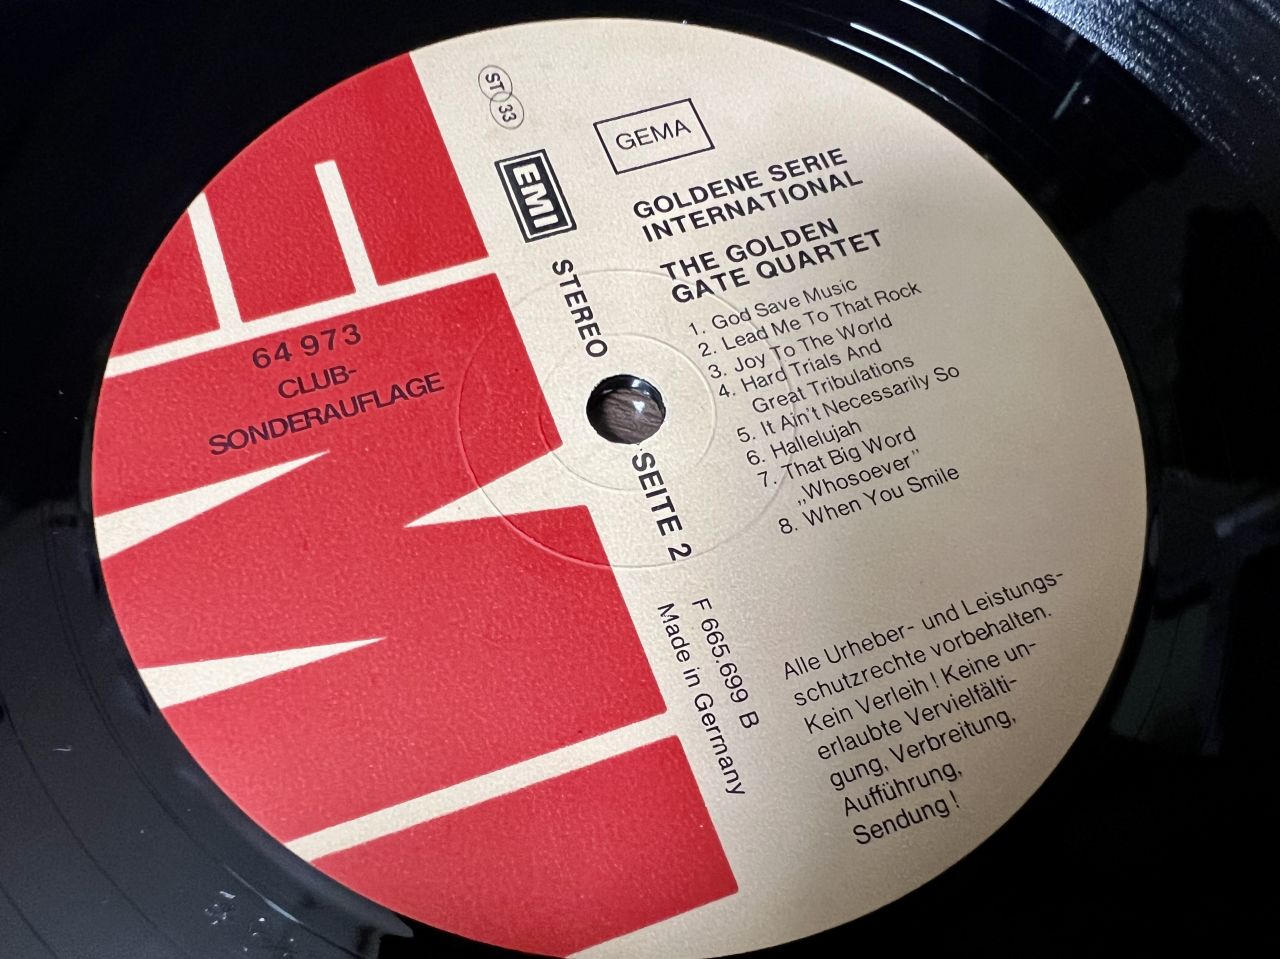 ST 33
EMI
STEREO
GEMA
GOLDENE SERIE
INTERNATIONAL
THE GOLDEN
GATE QUARTET
1. God Save Music
2. Lead Me To That Rock
3. Joy To The World
4. Hard Trials And
Great Tribulations
5. It Ain't Necessarily So
6. Hallelujah
7. That Big Word
„Whosoever”
8. When You Smile
64 973
CLUB-
SONDERAUFLAGE
SEITE 2
F 665.699 B
Made in Germany
Alle Urheber- und Leistungs-
schutzrechte vorbehalten.
Kein Verleih! Keine un-
erlaubte Vervielfälti-
gung, Verbreitung,
Aufführung,
Sendung!